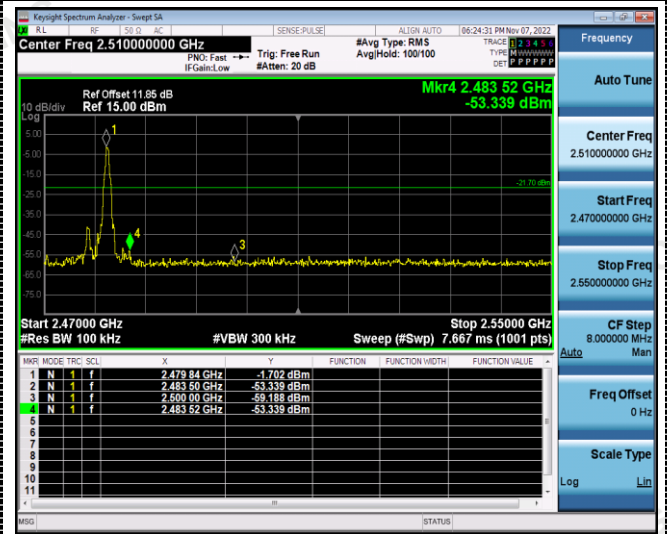 Keysight Spectrum Analyzer - Swept SA
RL RF 50 Ω AC SENSE:PULSE ALIGN AUTO 06:24:31 PM Nov 07, 2022
Center Freq 2.510000000 GHz #Avg Type: RMS TRACE 1 2 3 4 5 6
PNO: Fast Trig: Free Run Avg|Hold: 100/100 TYPE M WWWWW
IFGain:Low #Atten: 20 dB DET P P P P P P
Mkr4 2.483 52 GHz
-53.339 dBm
Ref Offset 11.85 dB
10 dB/div Ref 15.00 dBm
Log
5.00
-5.00
-15.0
-25.0
-35.0
-45.0
-55.0
-65.0
-75.0
1
4
3
-21.70 dBm
Start 2.47000 GHz Stop 2.55000 GHz
#Res BW 100 kHz #VBW 300 kHz Sweep (#Swp) 7.667 ms (1001 pts)
MKR MODE TRC SCL X Y FUNCTION FUNCTION WIDTH FUNCTION VALUE
1 N 1 f 2.479 84 GHz -1.702 dBm
2 N 1 f 2.483 50 GHz -53.339 dBm
3 N 1 f 2.500 00 GHz -59.188 dBm
4 N 1 f 2.483 52 GHz -53.339 dBm
5
6
7
8
9
10
11
MSG STATUS
Frequency
Auto Tune
Center Freq
2.510000000 GHz
Start Freq
2.470000000 GHz
Stop Freq
2.550000000 GHz
CF Step
8.000000 MHz
Auto Man
Freq Offset
0 Hz
Scale Type
Log Lin